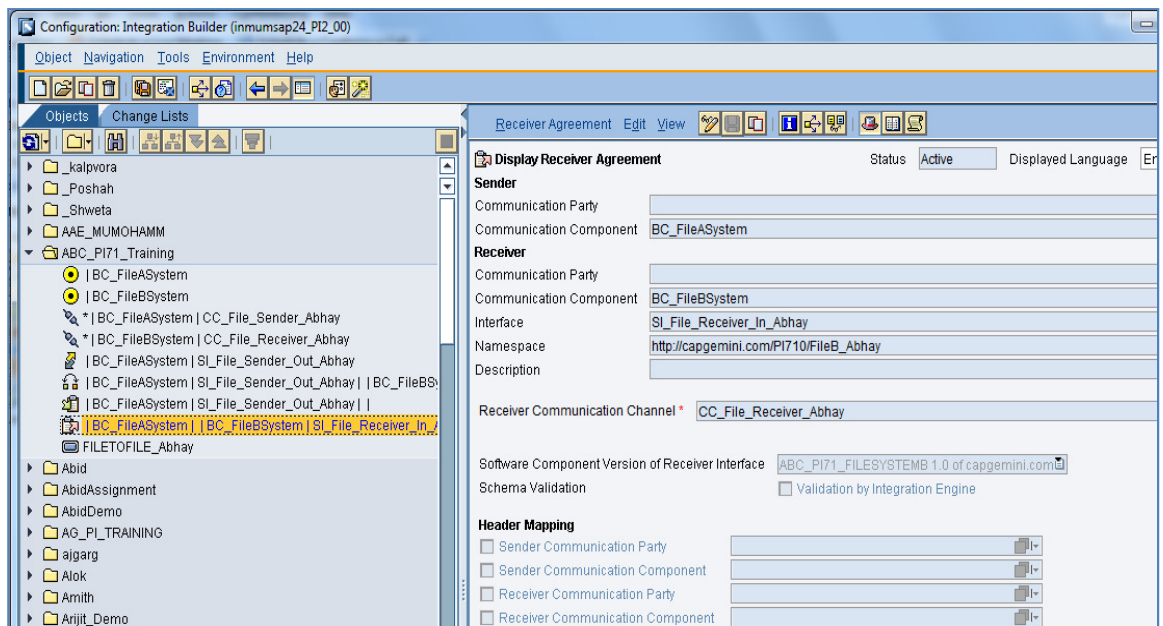 Configuration: Integration Builder (inmumsap24_PI2_00)
Object Navigation Tools Environment Help
Objects Change Lists
_kalpvora
_Poshah
_Shweta
AAE_MUMOHAMM
ABC_PI71_Training
| BC_FileASystem
| BC_FileBSystem
* | BC_FileASystem | CC_File_Sender_Abhay
* | BC_FileBSystem | CC_File_Receiver_Abhay
| BC_FileASystem | SI_File_Sender_Out_Abhay
| BC_FileASystem | SI_File_Sender_Out_Abhay | | BC_FileBSy
| BC_FileASystem | SI_File_Sender_Out_Abhay | |
| BC_FileASystem | | BC_FileBSystem | SI_File_Receiver_In_A
FILETOFILE_Abhay
Abid
AbidAssignment
AbidDemo
AG_PI_TRAINING
ajgarg
Alok
Amith
Arijit_Demo
Receiver Agreement Edit View
Display Receiver Agreement Status Active Displayed Language En
Sender
Communication Party
Communication Component BC_FileASystem
Receiver
Communication Party
Communication Component BC_FileBSystem
Interface SI_File_Receiver_In_Abhay
Namespace http://capgemini.com/PI710/FileB_Abhay
Description
Receiver Communication Channel * CC_File_Receiver_Abhay
Software Component Version of Receiver Interface ABC_PI71_FILESYSTEMB 1.0 of capgemini.com
Schema Validation Validation by Integration Engine
Header Mapping
Sender Communication Party
Sender Communication Component
Receiver Communication Party
Receiver Communication Component